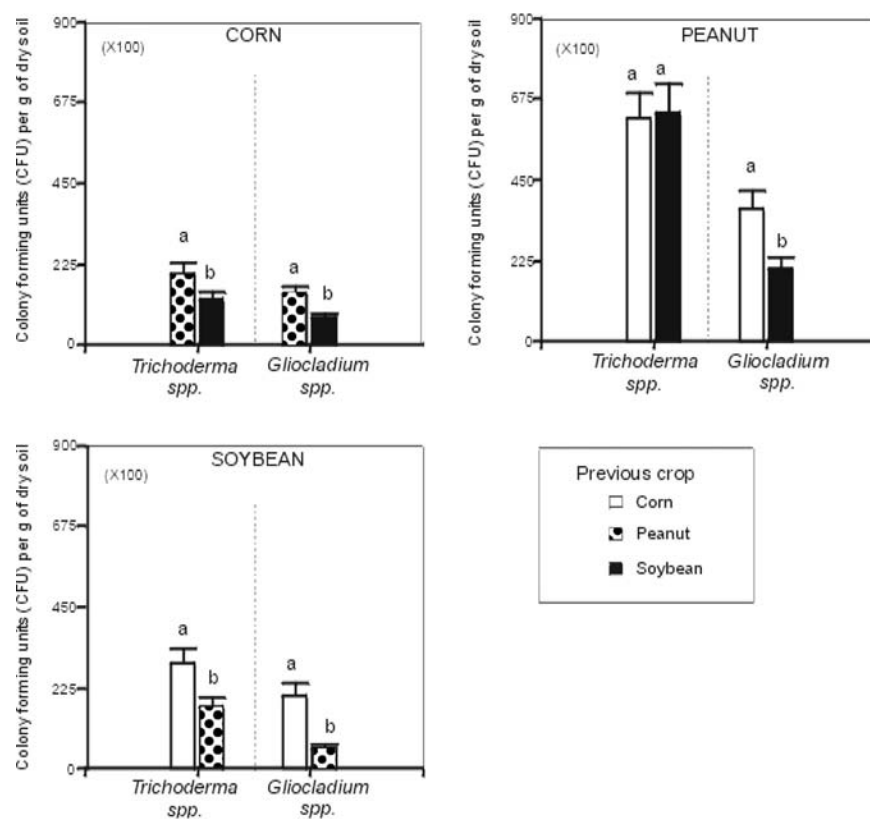 Colony forming units (CFU) per g of dry soil
900
675
450
225
0
(X100)
CORN
a
b
a
b
Trichoderma
spp.
Gliocladium
spp.
Colony forming units (CFU) per g of dry soil
900
675
450
225
0
(X100)
PEANUT
a
a
a
b
Trichoderma
spp.
Gliocladium
spp.
Colony forming units (CFU) per g of dry soil
900
675
450
225
0
(X100)
SOYBEAN
a
b
a
b
Trichoderma
spp.
Gliocladium
spp.
Previous crop
Corn
Peanut
Soybean